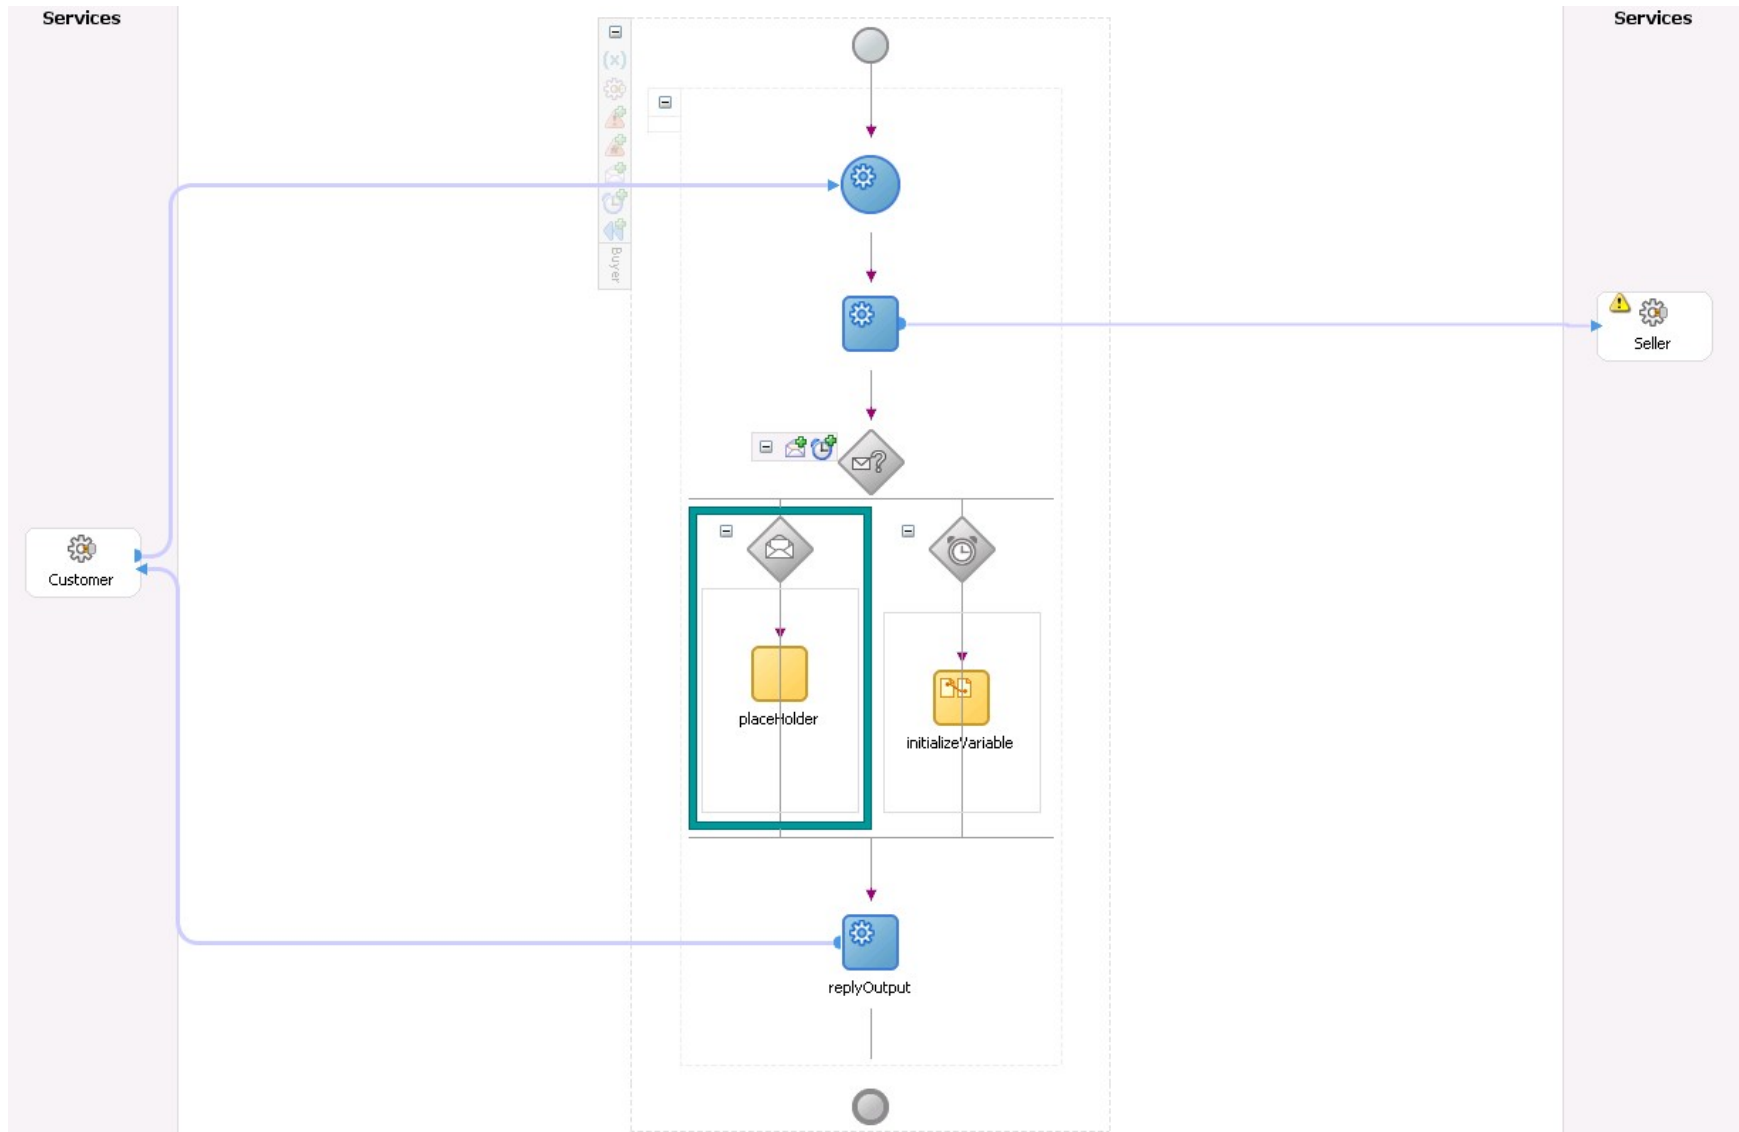 Services
Services
(x)
Buyer
Seller
Customer
placeHolder
initializeVariable
replyOutput